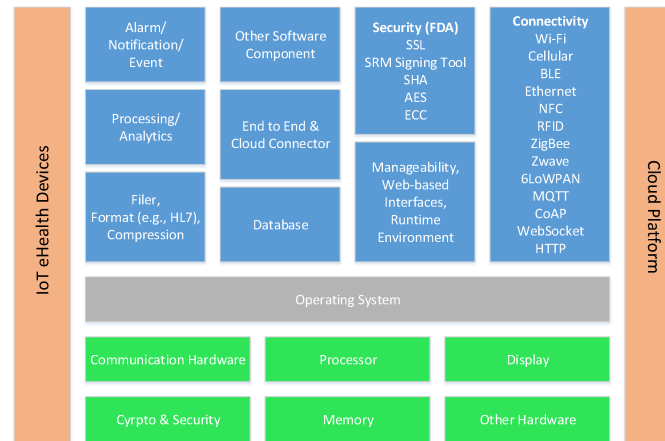 IoT eHealth Devices
Alarm/
Notification/
Event
Processing/
Analytics
Filer,
Format (e.g., HL7),
Compression
Other Software
Component
End to End &
Cloud Connector
Database
Security (FDA)
SSL
SRM Signing Tool
SHA
AES
ECC
Manageability,
Web-based
Interfaces,
Runtime
Environment
Connectivity
Wi-Fi
Cellular
BLE
Ethernet
NFC
RFID
ZigBee
Zwave
6LoWPAN
MQTT
CoAP
WebSocket
HTTP
Cloud Platform
Operating System
Communication Hardware
Processor
Display
Cyrpto & Security
Memory
Other Hardware